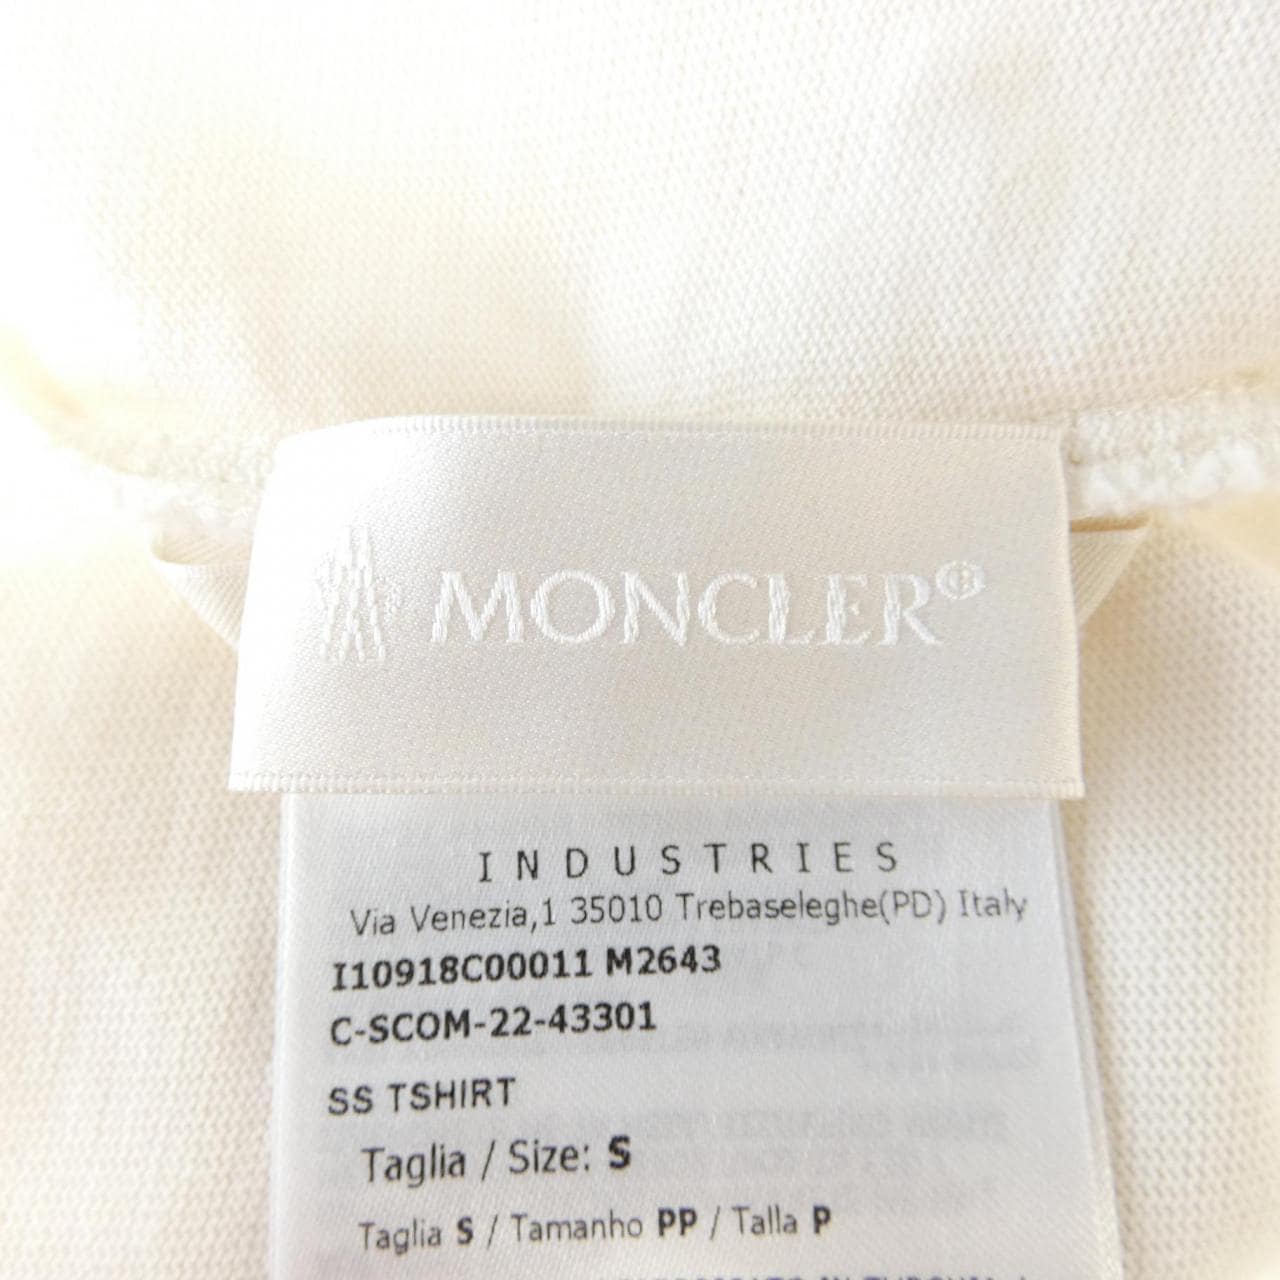 MONCLER®
INDUSTRIES
Via Venezia,1 35010 Trebaseleghe(PD) Italy
I10918C00011 M2643
C-SCOM-22-43301
SS TSHIRT
Taglia / Size: S
Taglia S / Tamanho PP / Talla P